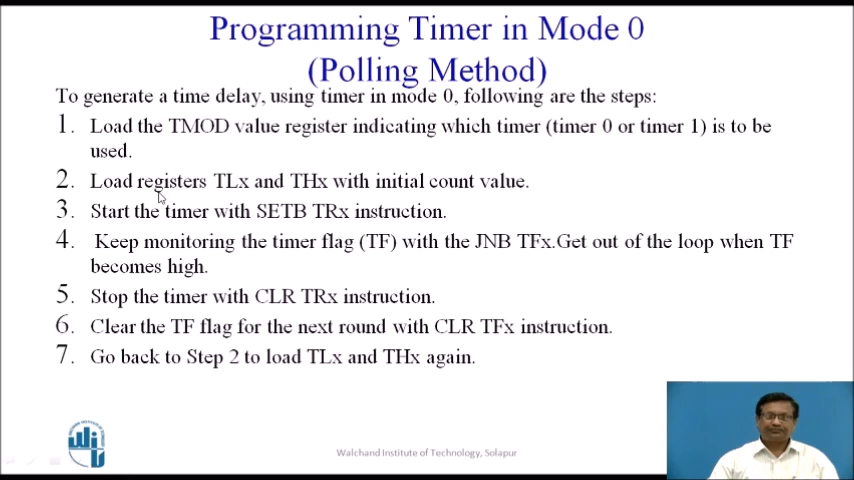 Programming Timer in Mode 0
(Polling Method)
To generate a time delay, using timer in mode 0, following are the steps:
1. Load the TMOD value register indicating which timer (timer 0 or timer 1) is to be
used.
2. Load registers TLx and THx with initial count value.
3. Start the timer with SETB TRx instruction.
4. Keep monitoring the timer flag (TF) with the JNB TFx.Get out of the loop when TF
becomes high.
5. Stop the timer with CLR TRx instruction.
6. Clear the TF flag for the next round with CLR TFx instruction.
7. Go back to Step 2 to load TLx and THx again.
Walchand Institute of Technology, Solapur